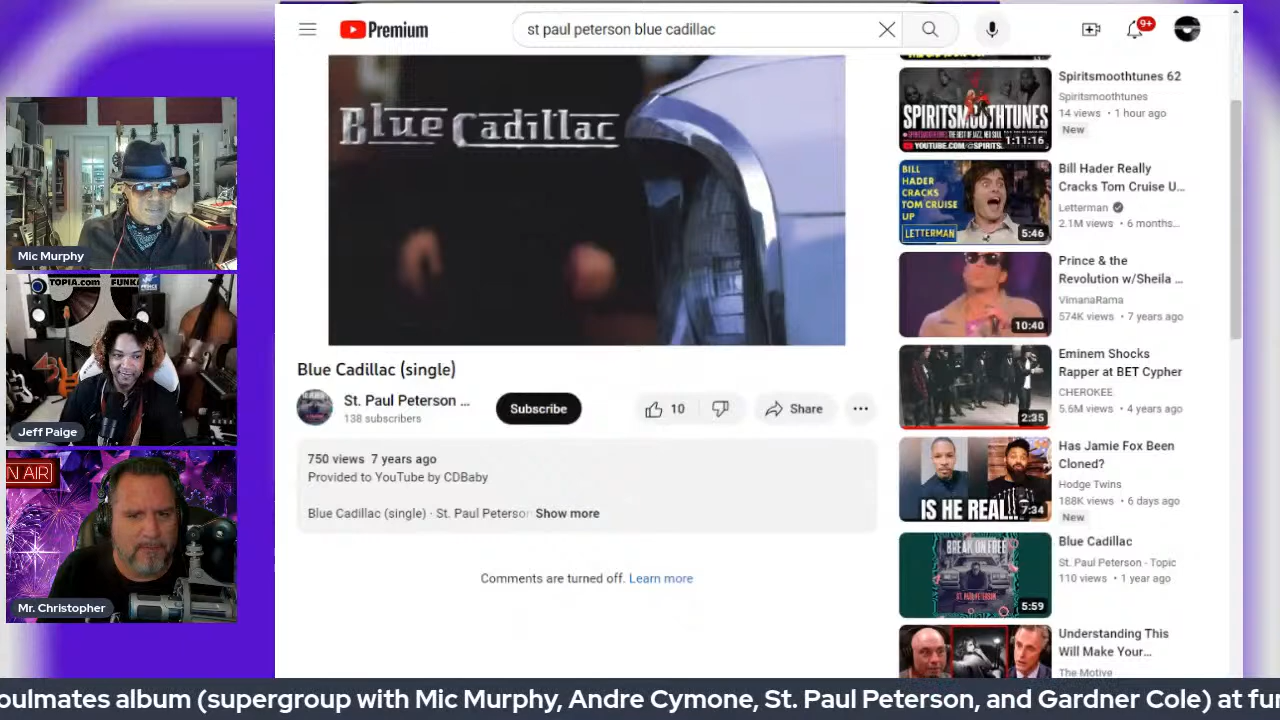 Premium
st paul peterson blue cadillac
9+
Blue Cadillac
Mic Murphy
TOPIA.COM FUNK
Jeff Paige
N AIR
Mr. Christopher
Blue Cadillac (single)
St. Paul Peterson ...
138 subscribers
Subscribe
10
Share
750 views 7 years ago
Provided to YouTube by CDBaby
Blue Cadillac (single) · St. Paul Peterson Show more
Comments are turned off. Learn more
SPIRITSMOOTHTUNES
YOUTUBE.COM/@SPIRITS
1:11:16
Spiritsmoothtunes 62
Spiritsmoothtunes
14 views • 1 hour ago
New
BILL
HADER
CRACKS
TOM CRUISE
UP
LETTERMAN
5:46
Bill Hader Really
Cracks Tom Cruise U...
Letterman
2.1M views • 6 months...
10:40
Prince & the
Revolution w/Sheila ...
VimanaRama
574K views • 7 years ago
2:35
Eminem Shocks
Rapper at BET Cypher
CHEROKEE
5.6M views • 4 years ago
IS HE REAL
7:34
Has Jamie Fox Been
Cloned?
Hodge Twins
188K views • 6 days ago
New
BREAK ON FREE
ST. PAUL PETERSON
5:59
Blue Cadillac
St. Paul Peterson - Topic
110 views • 1 year ago
Understanding This
Will Make Your...
The Motive
oulmates album (supergroup with Mic Murphy, Andre Cymone, St. Paul Peterson, and Gardner Cole) at fu